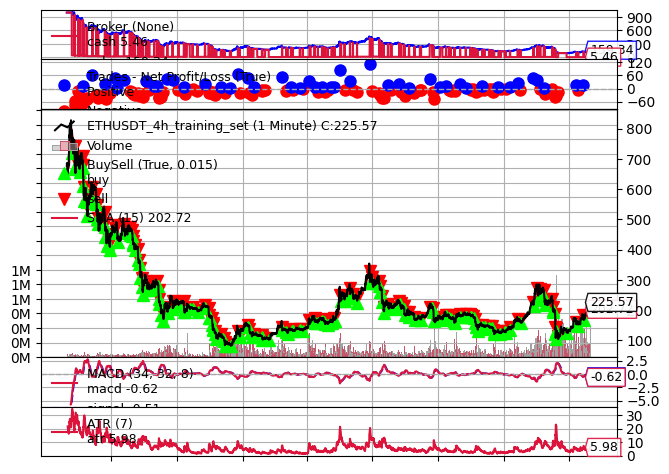 Broker (None)
cash 5.46
900
600
5.46
Trades - Net Profit/Loss (True)
Positive
120
60
0
−60
ETHUSDT_4h_training_set (1 Minute) C:225.57
Volume
BuySell (True, 0.015)
buy
sell
SMA (15) 202.72
800
700
600
500
400
300
225.57
100
1M
1M
1M
0M
0M
0M
0M
MACD (34, 32, 8)
macd -0.62
2.5
0.0
-0.62
−2.5
−5.0
ATR (7)
atr 5.98
30
20
10
5.98
0